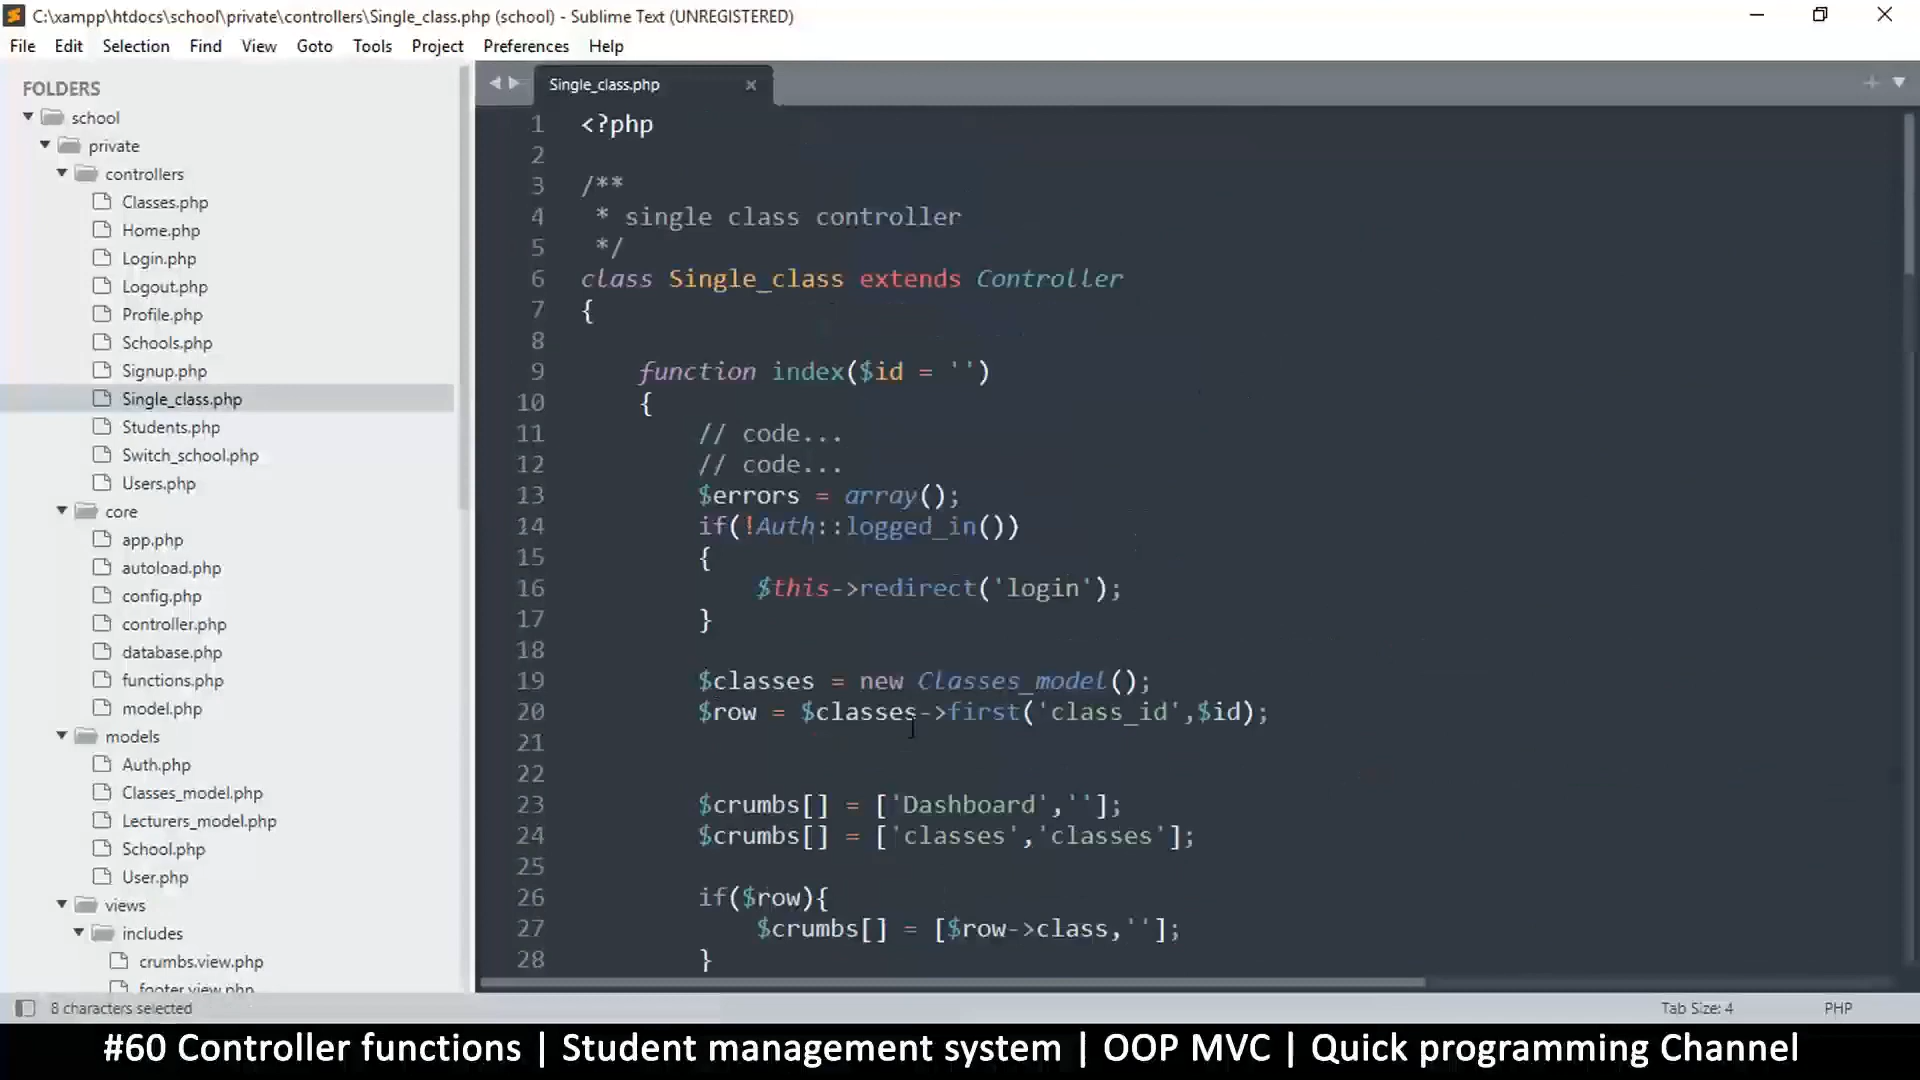 C:\xampp\htdocs\school\private\controllers\Single_class.php (school) - Sublime Text (UNREGISTERED)
File Edit Selection Find View Goto Tools Project Preferences Help
FOLDERS
school
private
controllers
Classes.php
Home.php
Login.php
Logout.php
Profile.php
Schools.php
Signup.php
Single_class.php
Students.php
Switch_school.php
Users.php
core
app.php
autoload.php
config.php
controller.php
database.php
functions.php
model.php
models
Auth.php
Classes_model.php
Lecturers_model.php
School.php
User.php
views
includes
crumbs.view.php
footer.view.php
Single_class.php
1 <?php
2
3 /**
4 * single class controller
5 */
6 class Single_class extends Controller
7 {
8
9 function index($id = '')
10 {
11 // code...
12 // code...
13 $errors = array();
14 if(!Auth::logged_in())
15 {
16 $this->redirect('login');
17 }
18
19 $classes = new Classes_model();
20 $row = $classes->first('class_id',$id);
21
22
23 $crumbs[] = ['Dashboard',''];
24 $crumbs[] = ['classes','classes'];
25
26 if($row){
27 $crumbs[] = [$row->class,''];
28 }
8 characters selected
Tab Size: 4
PHP
#60 Controller functions | Student management system | OOP MVC | Quick programming Channel